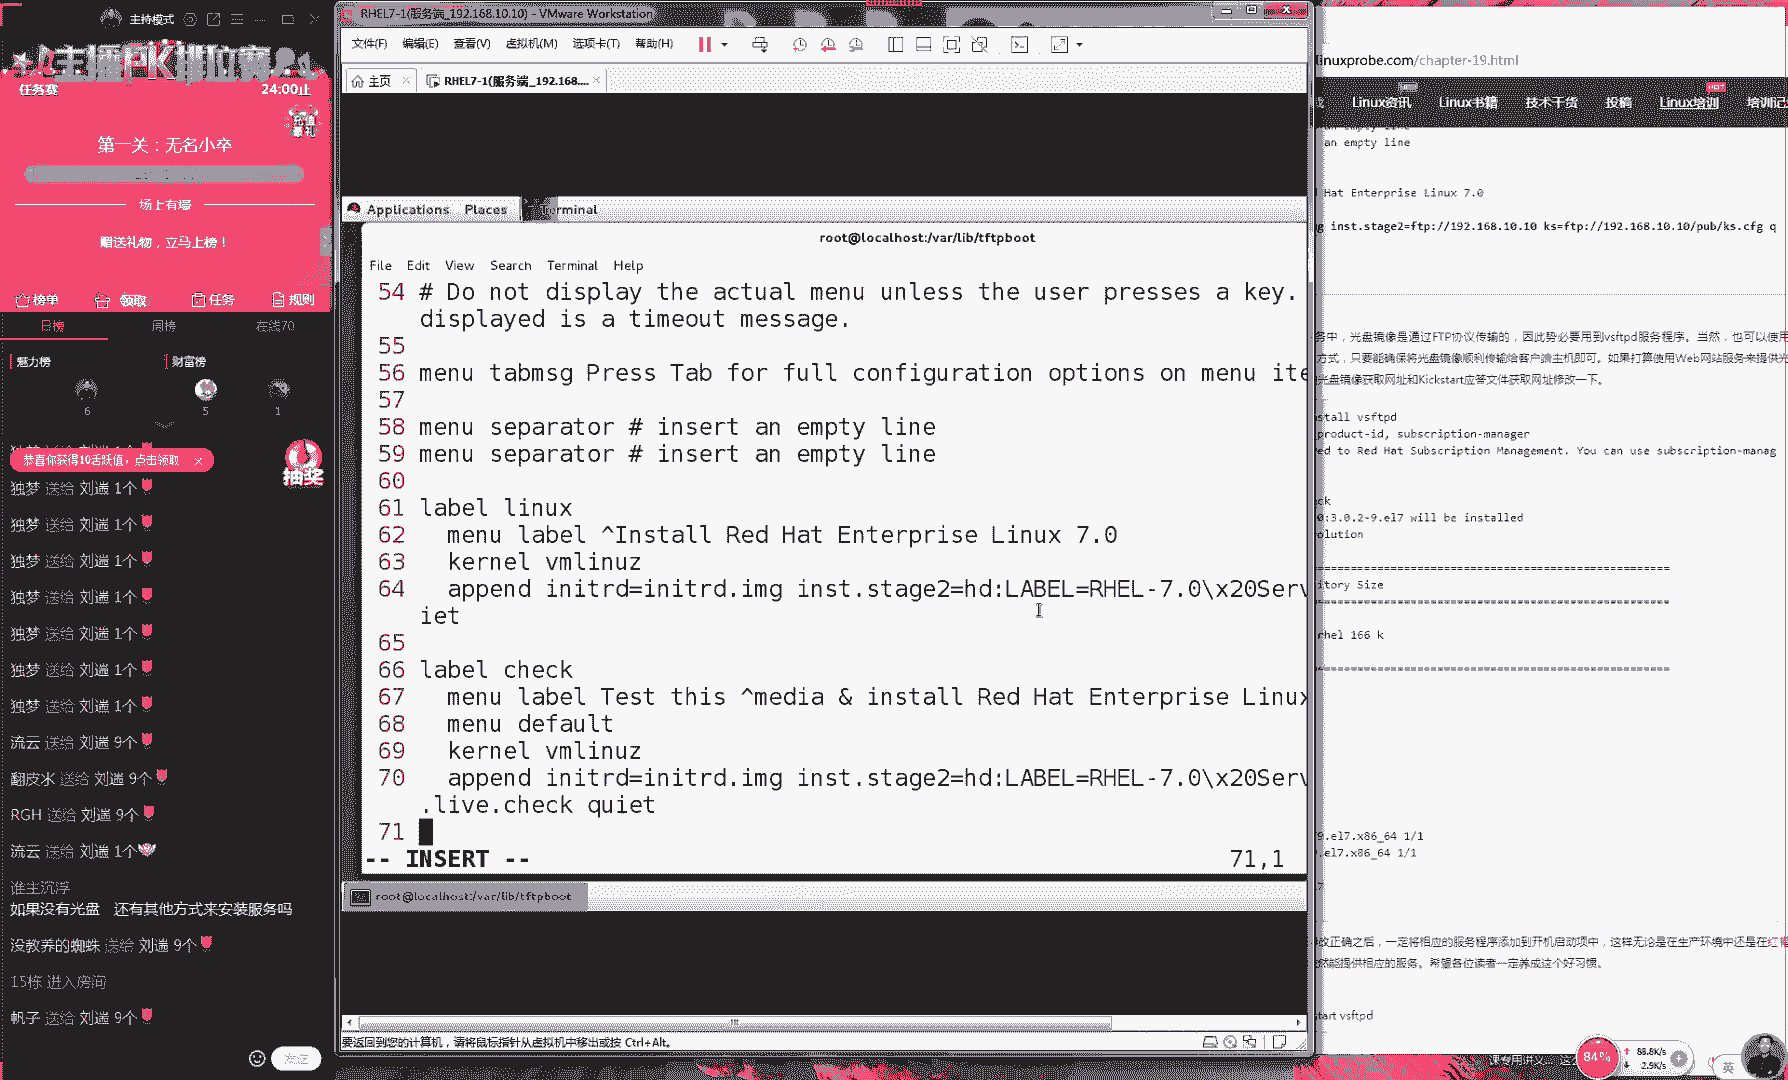 主持模式
主播PK排位赛
任务赛
24:00止
充值豪礼
第一关：无名小卒
场上有壕
赠送礼物，立马上榜！
榜单
领取
任务
规则
日榜
周榜
在线70
魅力榜
财富榜
6
5
1
恭喜你获得10活跃值，点击领取
抽奖
独梦 送给 刘遄 1个
独梦 送给 刘遄 1个
独梦 送给 刘遄 1个
独梦 送给 刘遄 1个
独梦 送给 刘遄 1个
独梦 送给 刘遄 1个
独梦 送给 刘遄 1个
流云 送给 刘遄 9个
翻皮水 送给 刘遄 9个
RGH 送给 刘遄 9个
流云 送给 刘遄 1个
谁主沉浮
如果没有光盘 还有其他方式来安装服务吗
没教养的蜘蛛 送给 刘遄 9个
15栋 进入房间
帆子 送给 刘遄 9个
发送
RHEL7-1(服务端_192.168.10.10) - VMware Workstation
文件(F) 编辑(E) 查看(V) 虚拟机(M) 选项卡(T) 帮助(H)
主页
RHEL7-1(服务端_192.168....
Applications Places Terminal
root@localhost:/var/lib/tftpboot
File Edit View Search Terminal Help
54 # Do not display the actual menu unless the user presses a key.
displayed is a timeout message.
55
56 menu tabmsg Press Tab for full configuration options on menu ite
57
58 menu separator # insert an empty line
59 menu separator # insert an empty line
60
61 label linux
62 menu label ^Install Red Hat Enterprise Linux 7.0
63 kernel vmlinuz
64 append initrd=initrd.img inst.stage2=hd:LABEL=RHEL-7.0\x20Serv
iet
65
66 label check
67 menu label Test this ^media & install Red Hat Enterprise Linux
68 menu default
69 kernel vmlinuz
70 append initrd=initrd.img inst.stage2=hd:LABEL=RHEL-7.0\x20Serv
.live.check quiet
71
-- INSERT --
71,1
root@localhost:/var/lib/tftpboot
要返回到您的计算机，请将鼠标指针从虚拟机中移出或按 Ctrl+Alt。
linuxprobe.com/chapter-19.html
Linux资讯 Linux书籍 技术干货 投稿 Linux培训 培训记
an empty line
an empty line
Hat Enterprise Linux 7.0
g inst.stage2=ftp://192.168.10.10 ks=ftp://192.168.10.10/pub/ks.cfg q
务中，光盘镜像是通过FTP协议传输的，因此势必要用到vsftpd服务程序。当然，也可以使用
方式，只要能确保将光盘镜像顺利传输给客户端主机即可。如果打算使用Web网站服务来提供光
光盘镜像获取网址和Kickstart应答文件获取网址修改一下。
stall vsftpd
product-id, subscription-manager
ed to Red Hat Subscription Management. You can use subscription-manag
ck
0:3.0.2-9.el7 will be installed
olution
================================================
itory Size
================================================
rhel 166 k
================================================
9.el7.x86_64 1/1
.el7.x86_64 1/1
改正确之后，一定将相应的服务程序添加到开机启动项中，这样无论是在生产环境中还是在红帽
然能提供相应的服务。希望各位读者一定养成这个好习惯。
tart vsftpd
84%
88.8K/s
2.9K/s
英